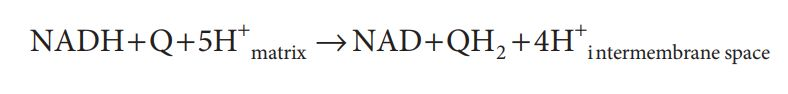 NADH+Q+5H⁺ₘₐₜᵣᵢₓ →NAD+QH₂+4H⁺intermembrane space